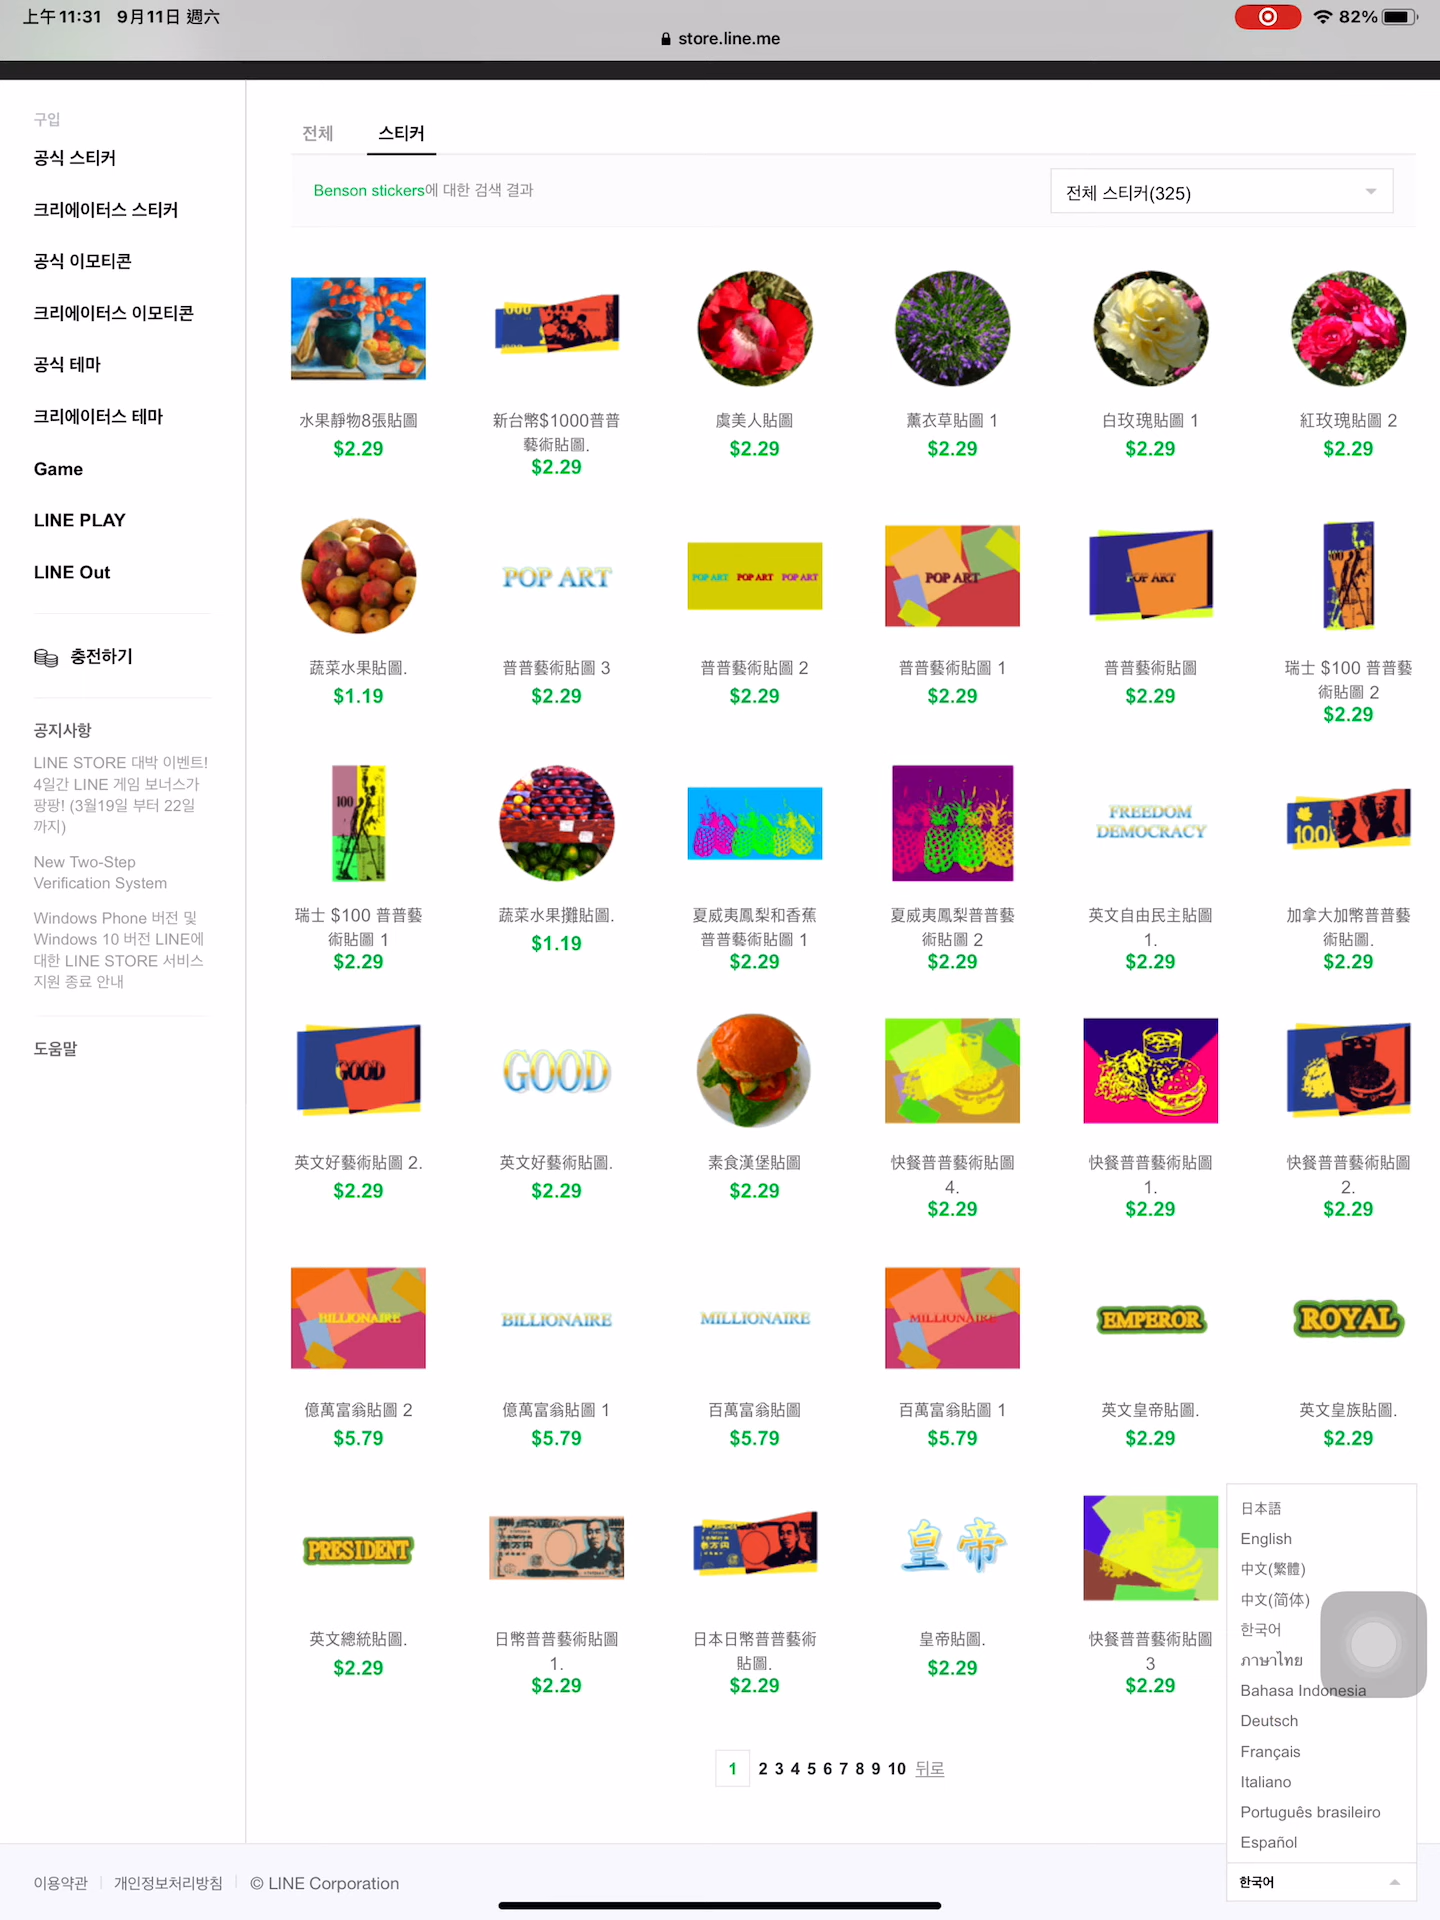 上午11:31 9月11日 週六
82%
store.line.me
구입
공식 스티커
크리에이터스 스티커
공식 이모티콘
크리에이터스 이모티콘
공식 테마
크리에이터스 테마
Game
LINE PLAY
LINE Out
충전하기
공지사항
LINE STORE 대박 이벤트!
4일간 LINE 게임 보너스가
팡팡! (3월19일 부터 22일
까지)
New Two-Step
Verification System
Windows Phone 버전 및
Windows 10 버전 LINE에
대한 LINE STORE 서비스
지원 종료 안내
도움말
전체 스티커
Benson stickers에 대한 검색 결과
전체 스티커(325)
水果靜物8張貼圖
$2.29
新台幣$1000普普
藝術貼圖.
$2.29
虞美人貼圖
$2.29
薰衣草貼圖 1
$2.29
白玫瑰貼圖 1
$2.29
紅玫瑰貼圖 2
$2.29
蔬菜水果貼圖.
$1.19
POP ART
普普藝術貼圖 3
$2.29
POP ART POP ART POP ART
普普藝術貼圖 2
$2.29
POP ART
普普藝術貼圖 1
$2.29
POP ART
普普藝術貼圖
$2.29
100
瑞士 $100 普普藝
術貼圖 2
$2.29
100
瑞士 $100 普普藝
術貼圖 1
$2.29
蔬菜水果攤貼圖.
$1.19
夏威夷鳳梨和香蕉
普普藝術貼圖 1
$2.29
夏威夷鳳梨普普藝
術貼圖 2
$2.29
FREEDOM
DEMOCRACY
英文自由民主貼圖
1.
$2.29
100
加拿大加幣普普藝
術貼圖.
$2.29
GOOD
英文好藝術貼圖 2.
$2.29
GOOD
英文好藝術貼圖.
$2.29
素食漢堡貼圖
$2.29
快餐普普藝術貼圖
4.
$2.29
快餐普普藝術貼圖
1.
$2.29
快餐普普藝術貼圖
2.
$2.29
BILLIONAIRE
億萬富翁貼圖 2
$5.79
BILLIONAIRE
億萬富翁貼圖 1
$5.79
MILLIONAIRE
百萬富翁貼圖
$5.79
MILLIONAIRE
百萬富翁貼圖 1
$5.79
EMPEROR
英文皇帝貼圖.
$2.29
ROYAL
英文皇族貼圖.
$2.29
PRESIDENT
英文總統貼圖.
$2.29
日幣普普藝術貼圖
1.
$2.29
日本日幣普普藝術
貼圖.
$2.29
皇帝
皇帝貼圖.
$2.29
快餐普普藝術貼圖
3
$2.29
日本語
English
中文(繁體)
中文(简体)
한국어
ภาษาไทย
Bahasa Indonesia
Deutsch
Français
Italiano
Português brasileiro
Español
한국어
1 2 3 4 5 6 7 8 9 10 뒤로
이용약관 개인정보처리방침 © LINE Corporation